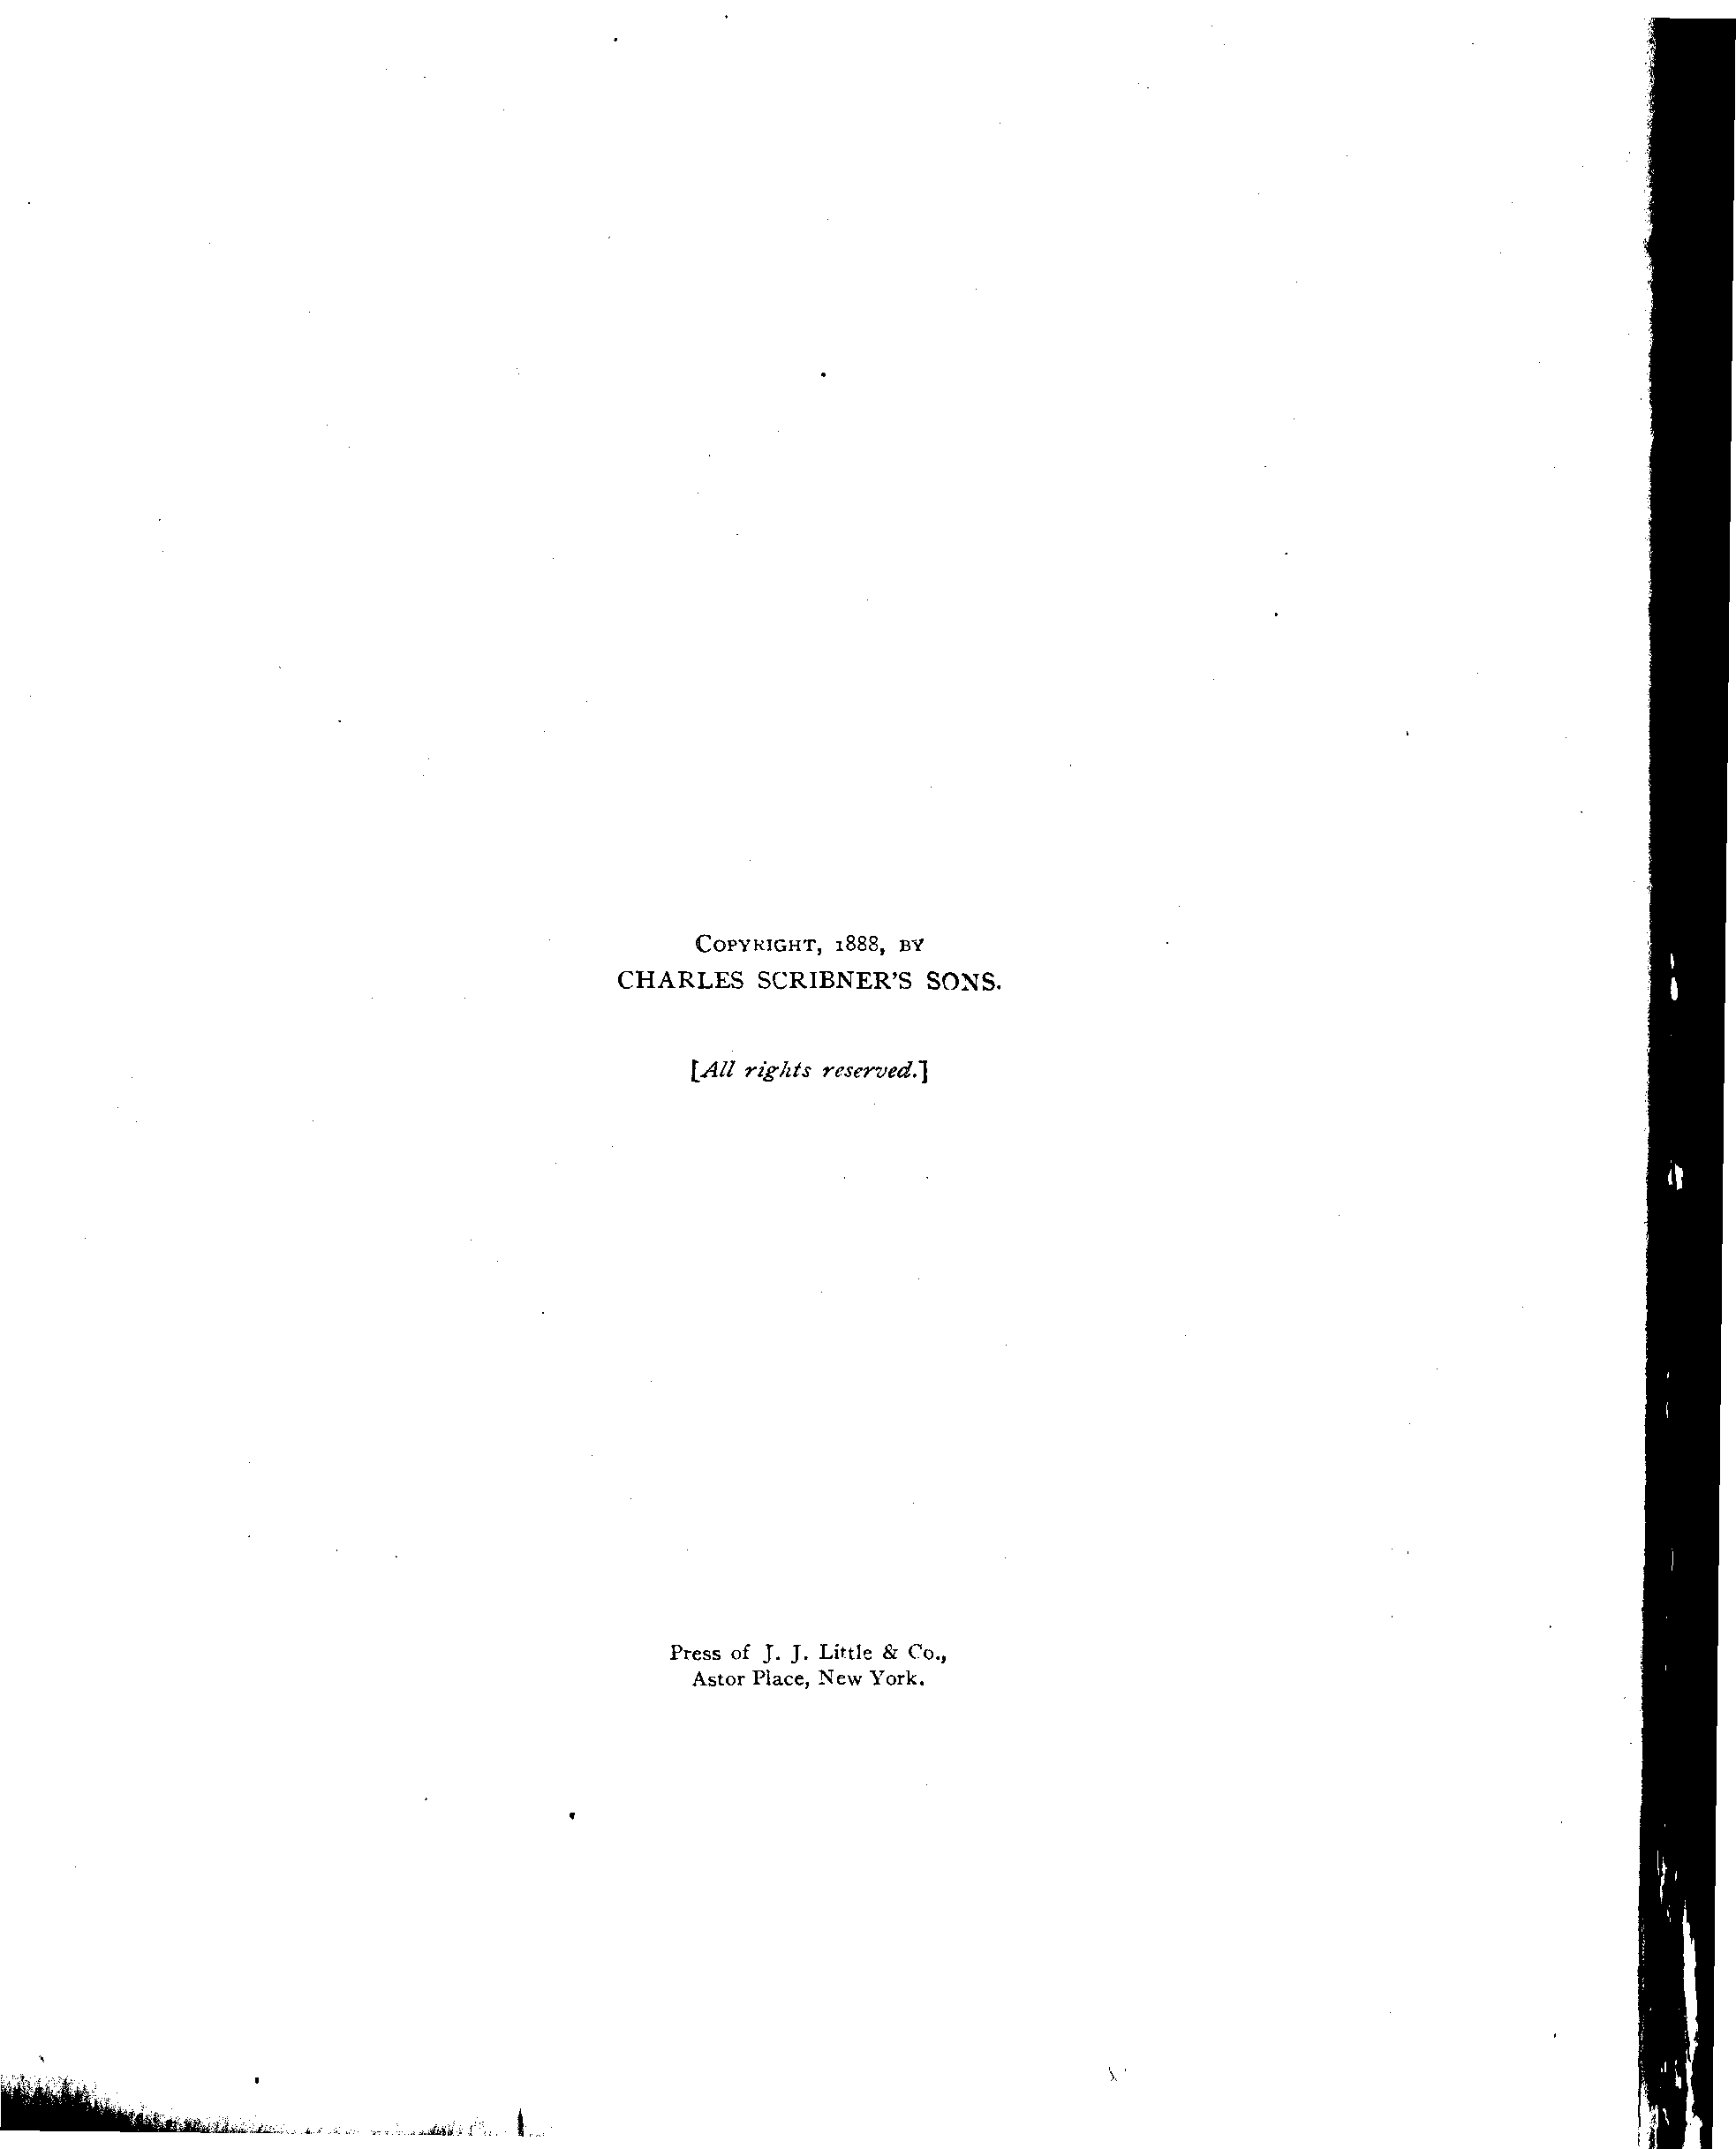 COPYRIGHT, 1888, BY
CHARLES SCRIBNER'S SONS.
[All rights reserved.]
Press of J. J. Little & Co.,
Astor Place, New York.